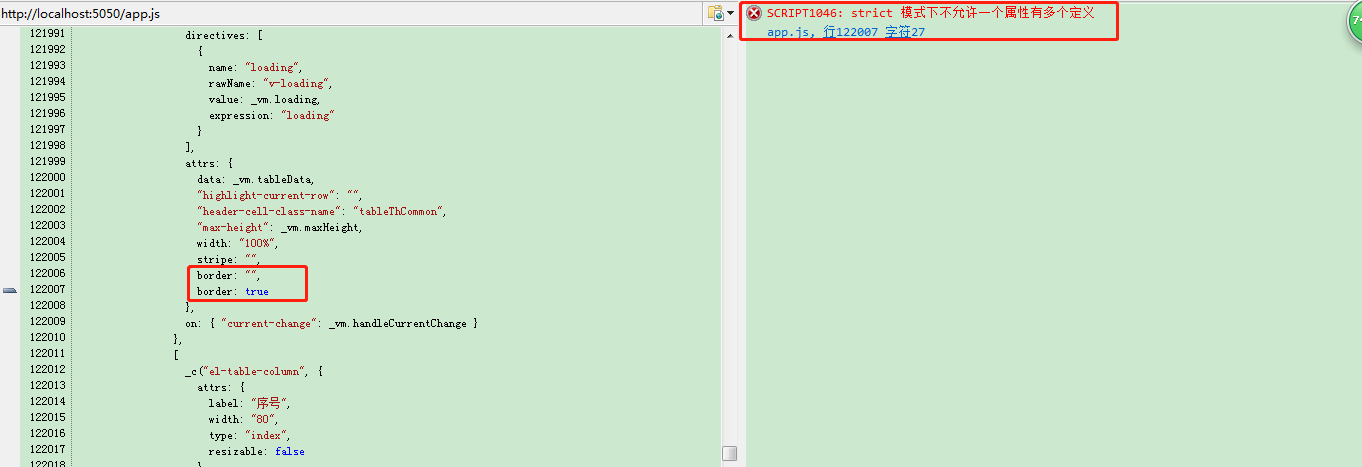 http://localhost:5050/app.js
121991 directives: [
121992 {
121993 name: "loading",
121994 rawName: "v-loading",
121995 value: _vm.loading,
121996 expression: "loading"
121997 }
121998 ],
121999 attrs: {
122000 data: _vm.tableData,
122001 "highlight-current-row": "",
122002 "header-cell-class-name": "tableThCommon",
122003 "max-height": _vm.maxHeight,
122004 width: "100%",
122005 stripe: "",
122006 border: "",
122007 border: true
122008 },
122009 on: { "current-change": _vm.handleCurrentChange }
122010 },
122011 [
122012 _c("el-table-column", {
122013 attrs: {
122014 label: "序号",
122015 width: "80",
122016 type: "index",
122017 resizable: false
122018 }
SCRIPT1046: strict 模式下不允许一个属性有多个定义
app.js, 行122007 字符27